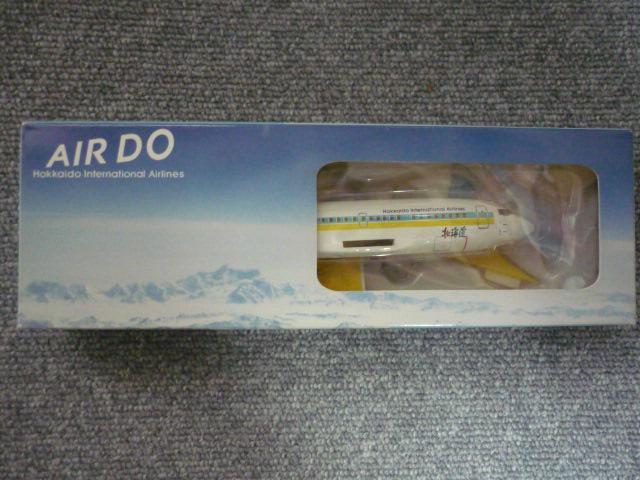 AIR DO
Hokkaido International Airlines
Hokkaido International Airlines
北海道